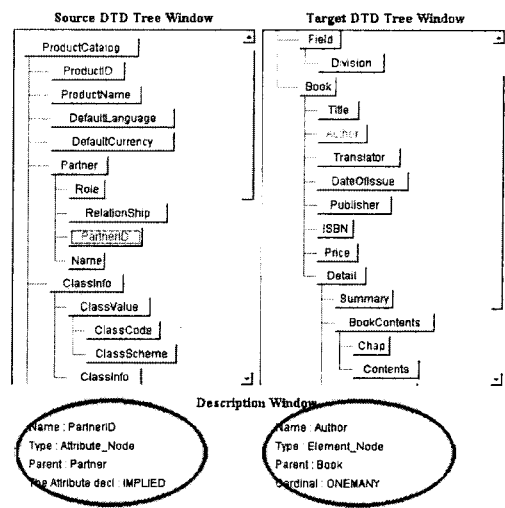 Source DTD Tree Window
ProductCatalog
ProductID
ProductName
DefaultLanguage
DefaultCurrency
Partner
Role
RelationShip
PartnerID
Name
ClassInfo
ClassValue
ClassCode
ClassScheme
ClassInfo
Target DTD Tree Window
Field
Division
Book
Title
Author
Translator
DateOfIssue
Publisher
ISBN
Price
Detail
Summary
BookContents
Chap
Contents
Description Window
Name : PartnerID
Type : Attribute_Node
Parent : Partner
The Attribute decl : IMPLIED
Name : Author
Type : Element_Node
Parent : Book
Cardinal : ONEMANY